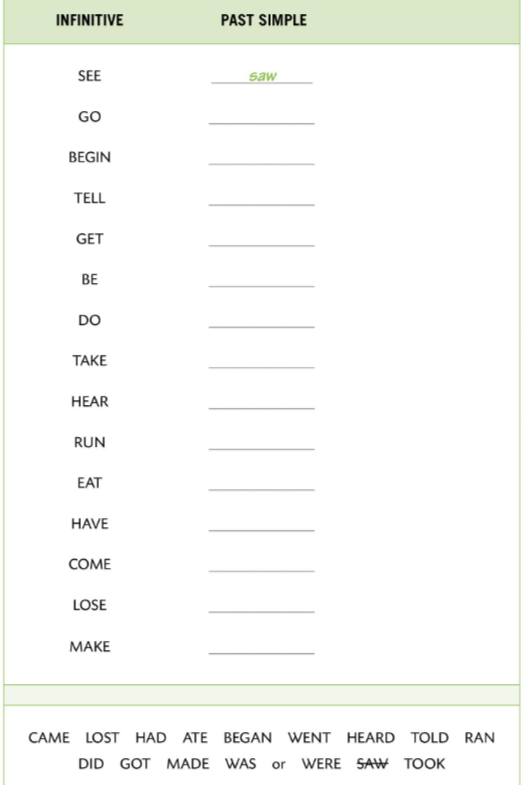 INFINITIVE PAST SIMPLE
SEE saw
GO
BEGIN
TELL
GET
BE
DO
TAKE
HEAR
RUN
EAT
HAVE
COME
LOSE
MAKE
CAME LOST HAD ATE BEGAN WENT HEARD TOLD RAN
DID GOT MADE WAS or WERE SAW TOOK